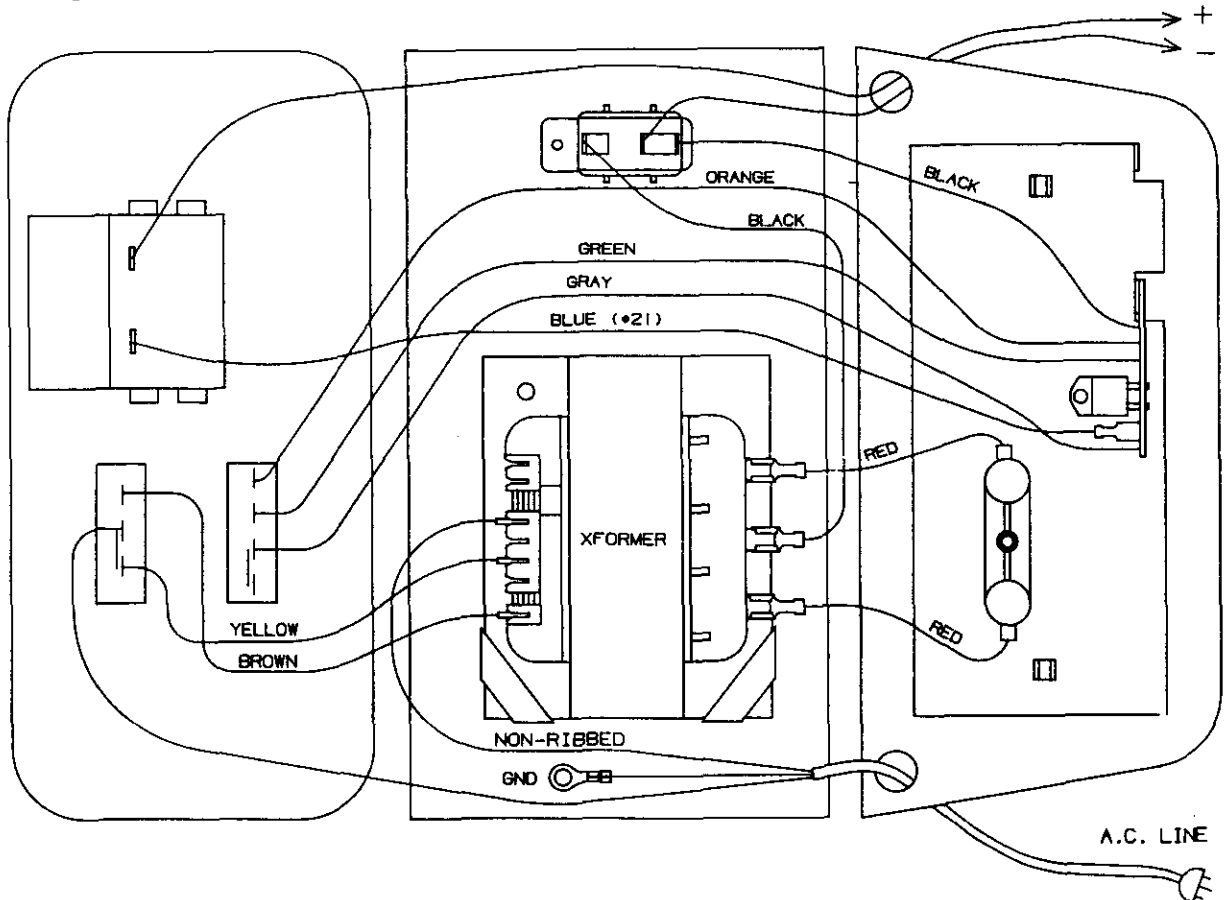 +
−
ORANGE
BLACK
BLACK
GREEN
GRAY
BLUE (*21)
RED
XFORMER
YELLOW
RED
BROWN
NON-RIBBED
GND
A.C. LINE